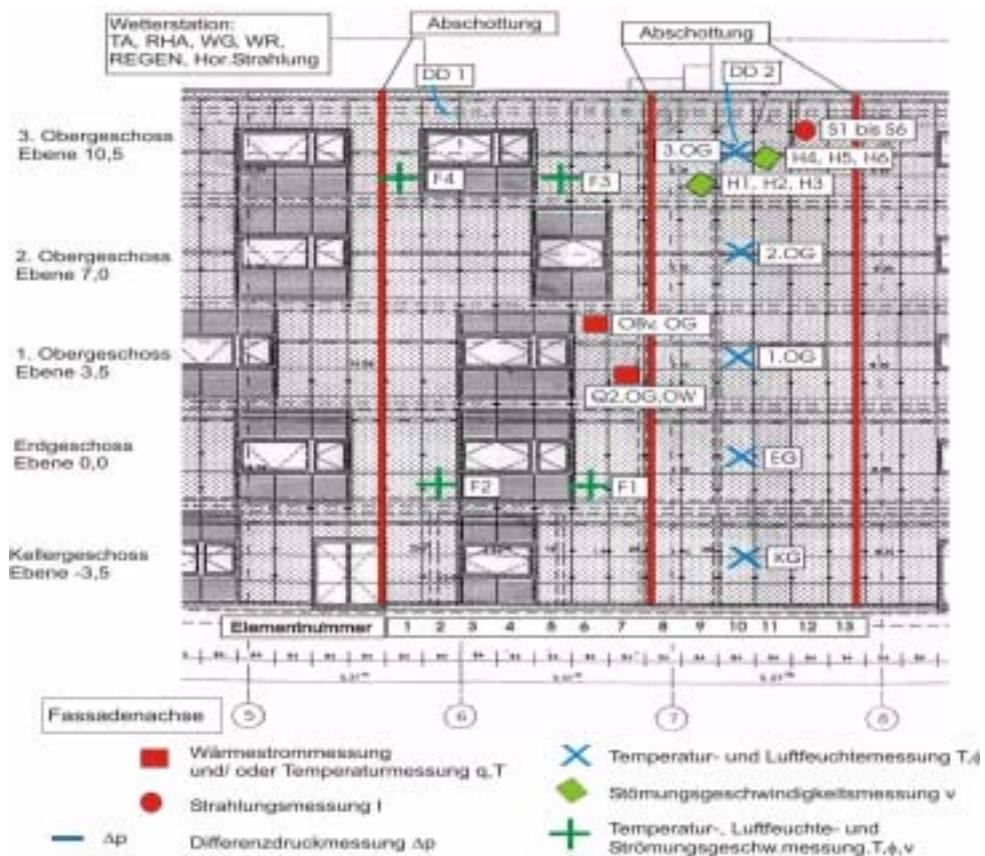 Wetterstation:
TA, RHA, WG, WR,
REGEN, Hor.Strahlung
Abschottung
Abschottung
DD 1
DD 2
3. Obergeschoss
Ebene 10,5
3.OG
S1 bis S6
H4, H5, H6
F4
F3
H1, H2, H3
2. Obergeschoss
Ebene 7,0
2.OG
1. Obergeschoss
Ebene 3,5
1.OG
Q2.OG,OW
Erdgeschoss
Ebene 0,0
EG
F2
F1
Kellergeschoss
Ebene -3,5
KG
Elementnummer 1 2 3 4 5 6 7 8 9 10 11 12 13
Fassadenachse 5 6 7 8
Wärmestrommessung
und/ oder Temperaturmessung q,T
Strahlungsmessung I
Δp Differenzdruckmessung Δp
Temperatur- und Luftfeuchtemessung T,ϕ
Stömungsgeschwindigkeitsmessung v
Temperatur-, Luftfeuchte- und
Strömungsgeschw.messung,T,ϕ,v